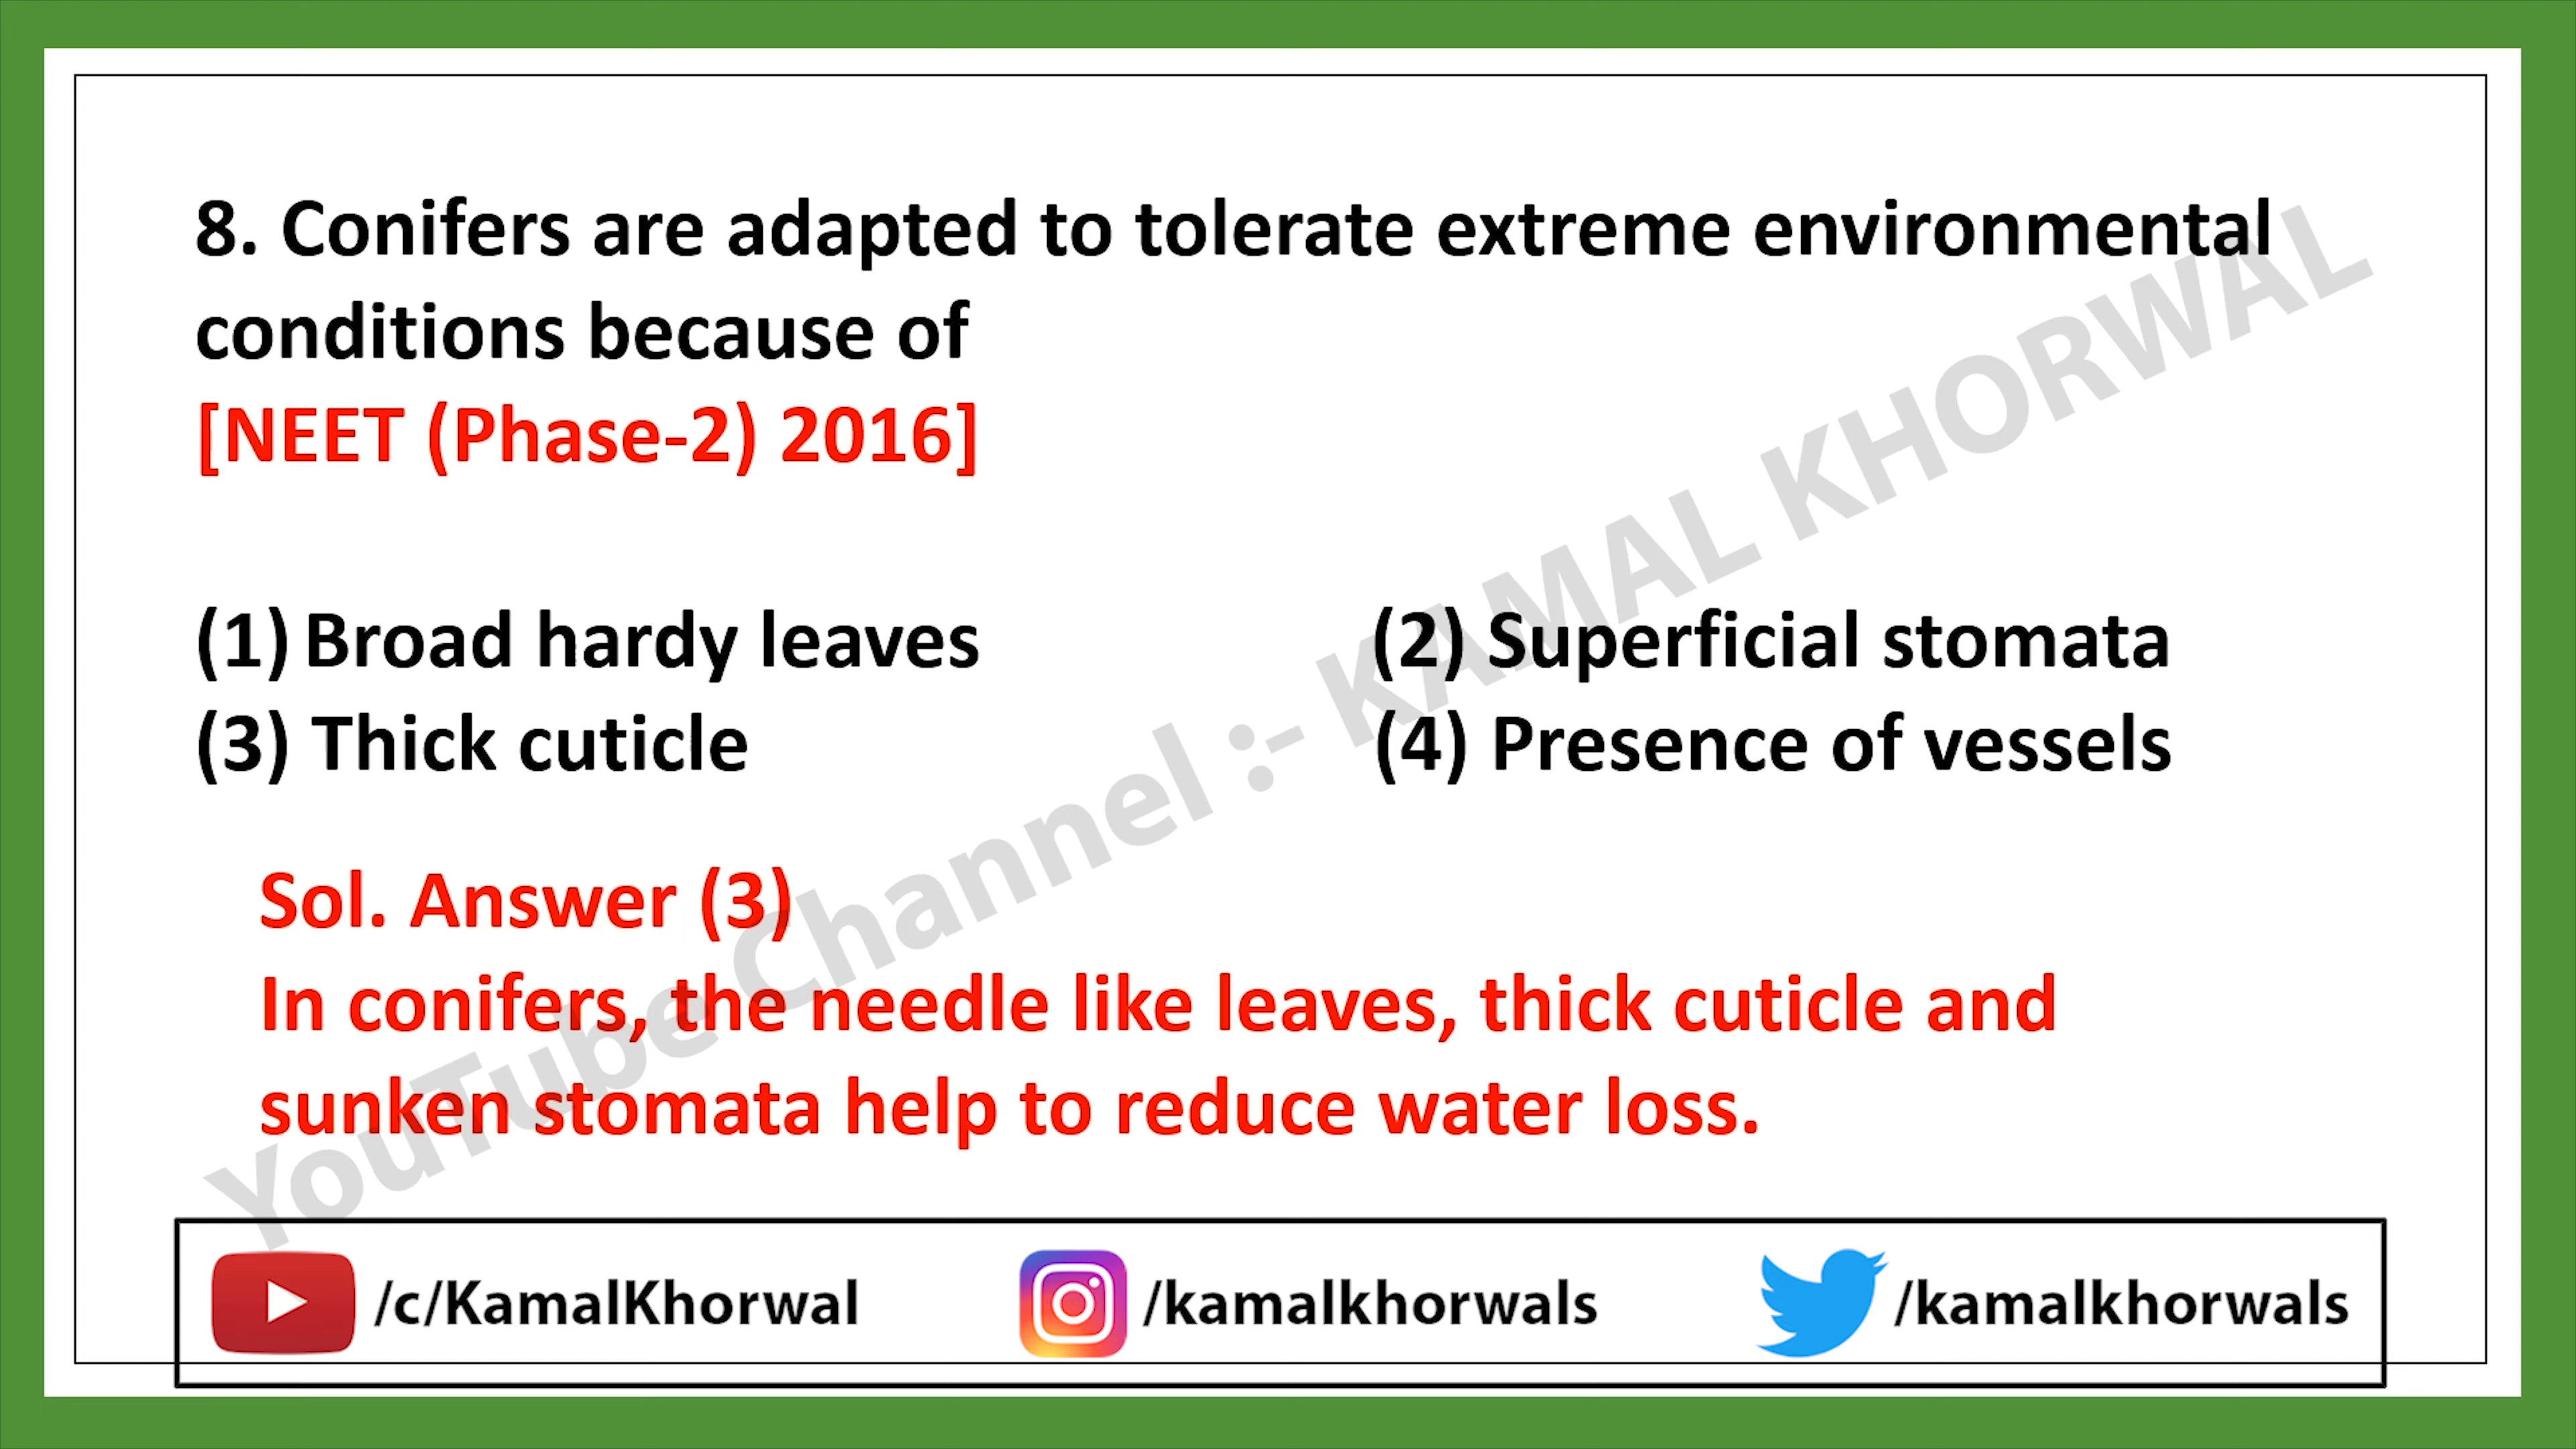 8. Conifers are adapted to tolerate extreme environmental
conditions because of
[NEET (Phase-2) 2016]
(1) Broad hardy leaves (2) Superficial stomata
(3) Thick cuticle (4) Presence of vessels
Sol. Answer (3)
In conifers, the needle like leaves, thick cuticle and
sunken stomata help to reduce water loss.
YouTube Channel :- KAMAL KHORWAL
/c/KamalKhorwal /kamalkhorwals /kamalkhorwals